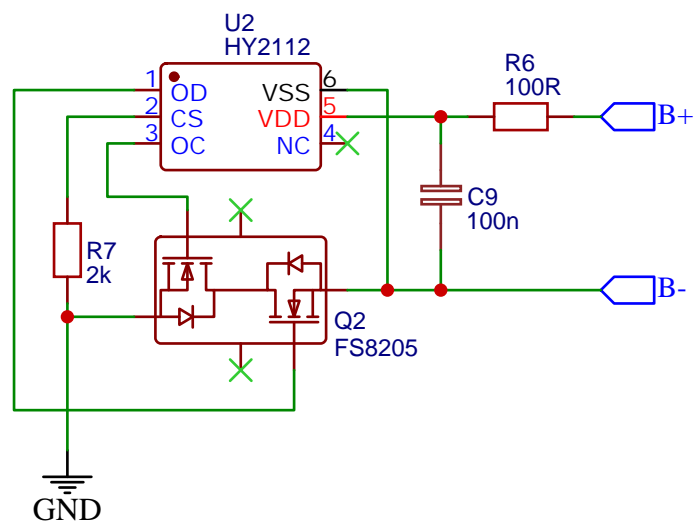 U2
HY2112
1
OD
VSS
6
2
CS
VDD
5
3
OC
NC
4
R6
100R
B+
C9
100n
R7
2k
B-
Q2
FS8205
GND